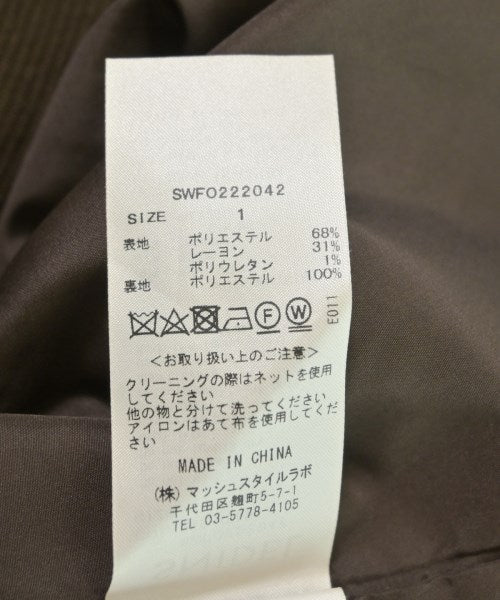 SWFO222042
SIZE 1
表地 ポリエステル 68%
レーヨン 31%
ポリウレタン 1%
裏地 ポリエステル 100%
F W
E011
<お取り扱い上のご注意>
クリーニングの際はネットを使用
してください
他の物と分けて洗ってください
アイロンはあて布を使用してくだ
さい
MADE IN CHINA
(株)マッシュスタイルラボ
千代田区麹町5-7-1
TEL 03-5778-4105